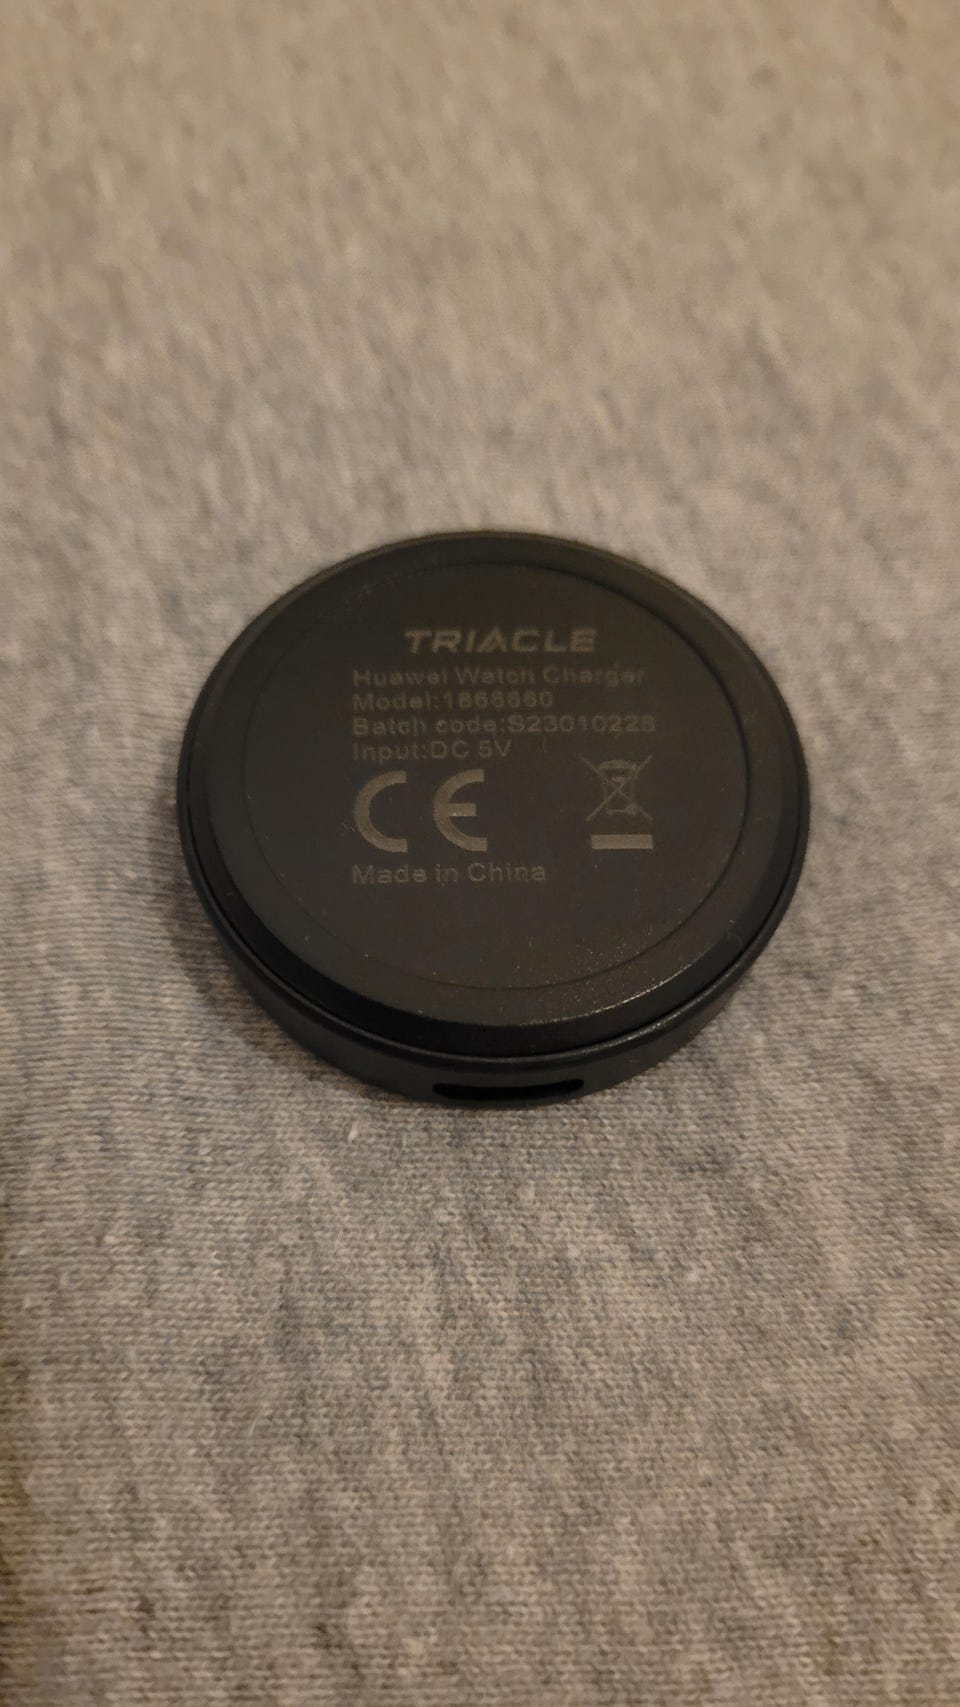 TRIACLE
Huawei Watch Charger
Model:1666660
Batch code:S23010228
Input:DC 5V
CE
Made in China